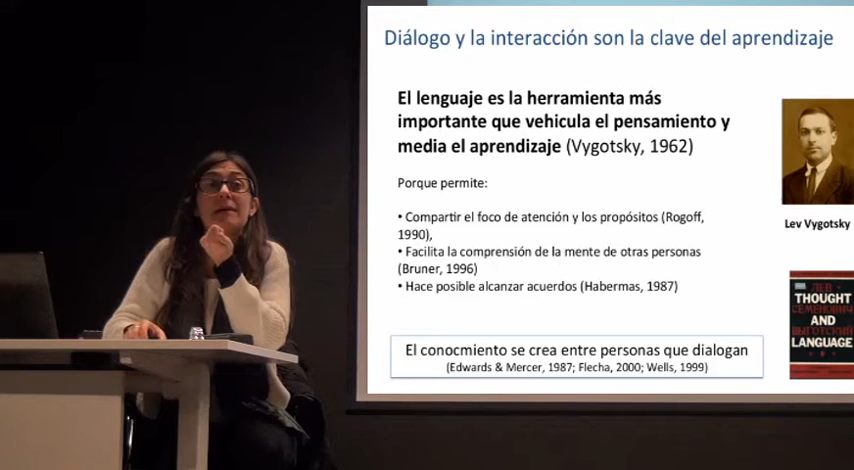 Diálogo y la interacción son la clave del aprendizaje
El lenguaje es la herramienta más
importante que vehicula el pensamiento y
media el aprendizaje (Vygotsky, 1962)
Porque permite:
• Compartir el foco de atención y los propósitos (Rogoff,
1990),
• Facilita la comprensión de la mente de otras personas
(Bruner, 1996)
• Hace posible alcanzar acuerdos (Habermas, 1987)
El conocmiento se crea entre personas que dialogan
(Edwards & Mercer, 1987; Flecha, 2000; Wells, 1999)
Lev Vygotsky
ЛЕВ
THOUGHT
СЕМЕНОВИЧ
AND
ВЫГОТСКИЙ
LANGUAGE